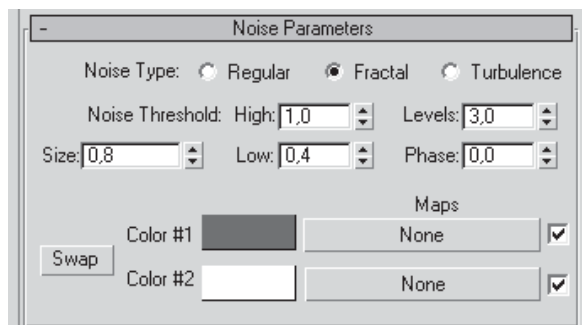 - Noise Parameters
Noise Type: Regular Fractal Turbulence
Noise Threshold: High: 1,0 Levels: 3,0
Size: 0,8 Low: 0,4 Phase: 0,0
Maps
Color #1 None
Swap
Color #2 None